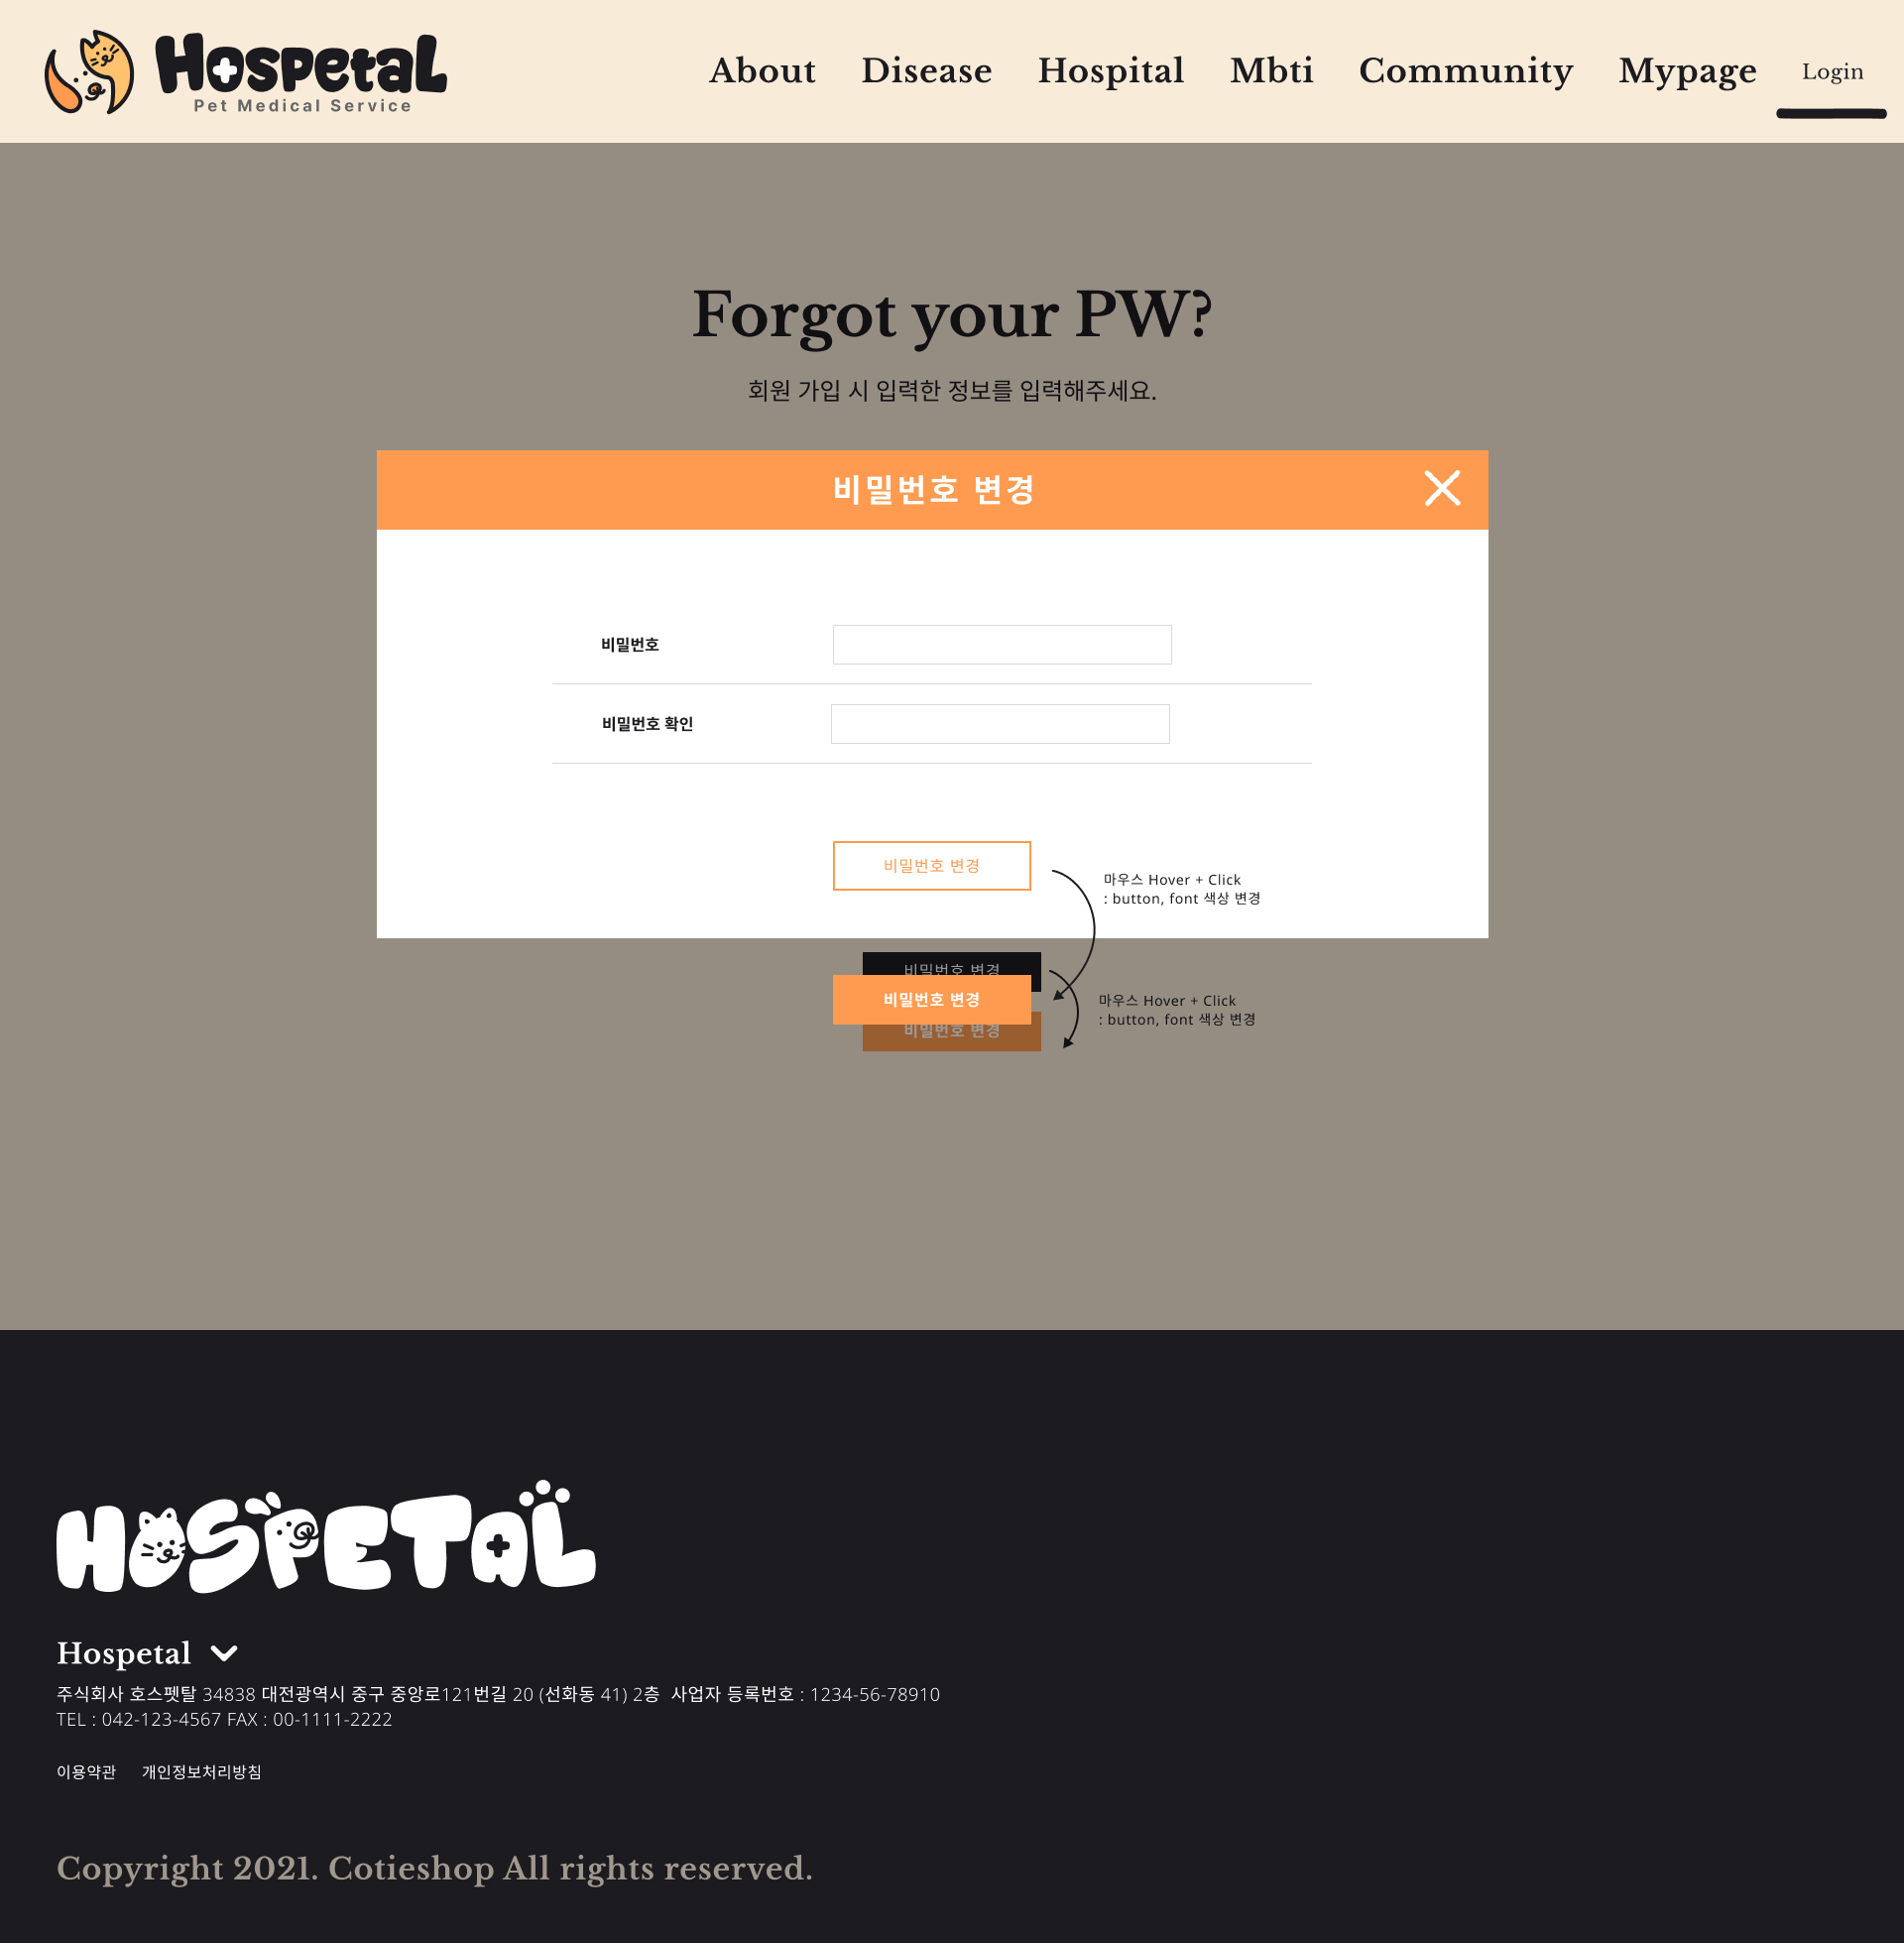 Hospetal
Pet Medical Service
About Disease Hospital Mbti Community Mypage Login
Forgot your PW?
회원 가입 시 입력한 정보를 입력해주세요.
비밀번호 변경
비밀번호
비밀번호 확인
비밀번호 변경
마우스 Hover + Click
: button, font 색상 변경
비밀번호 변경
비밀번호 변경
비밀번호 변경
마우스 Hover + Click
: button, font 색상 변경
HOSPETAL
Hospetal
주식회사 호스펫탈 34838 대전광역시 중구 중앙로121번길 20 (선화동 41) 2층 사업자 등록번호 : 1234-56-78910
TEL : 042-123-4567 FAX : 00-1111-2222
이용약관 개인정보처리방침
Copyright 2021. Cotieshop All rights reserved.